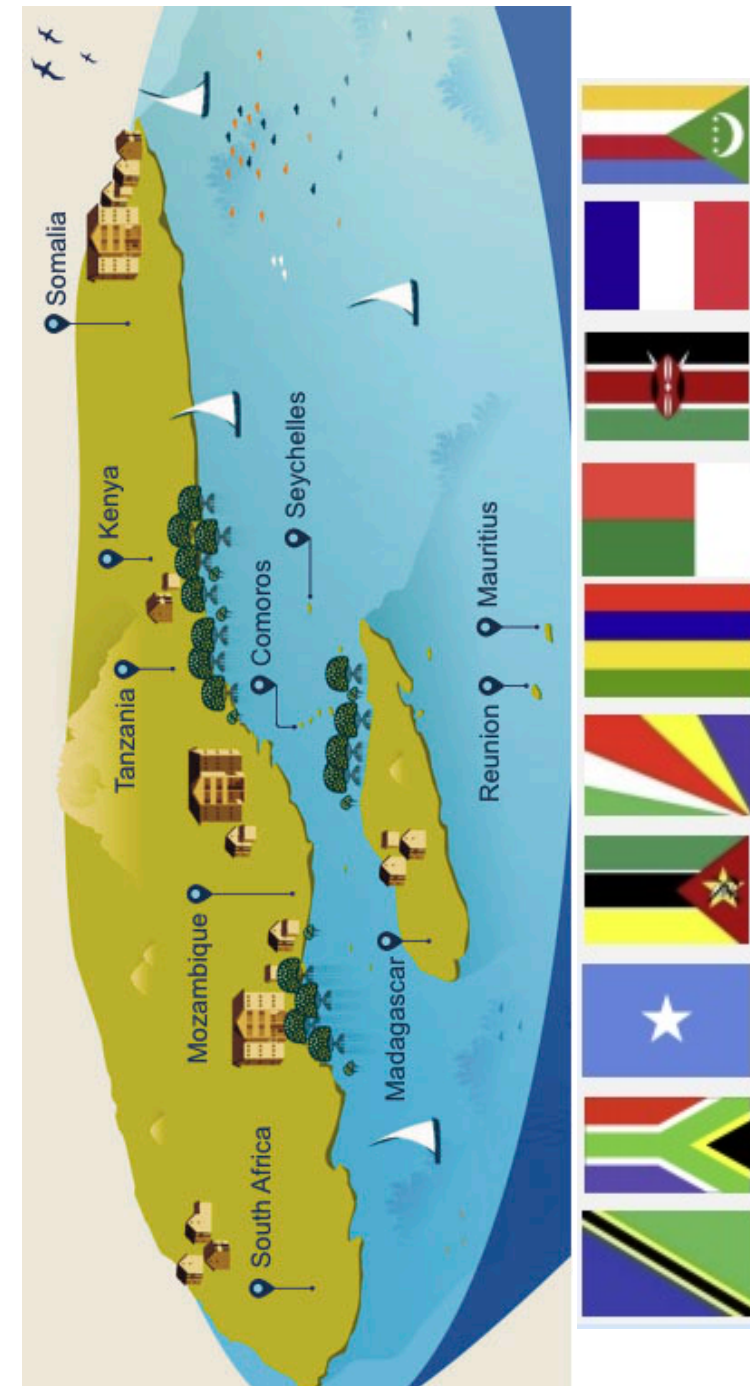 Somalia
Kenya
Seychelles
Tanzania
Comoros
Mauritius
Reunion
Mozambique
Madagascar
South Africa